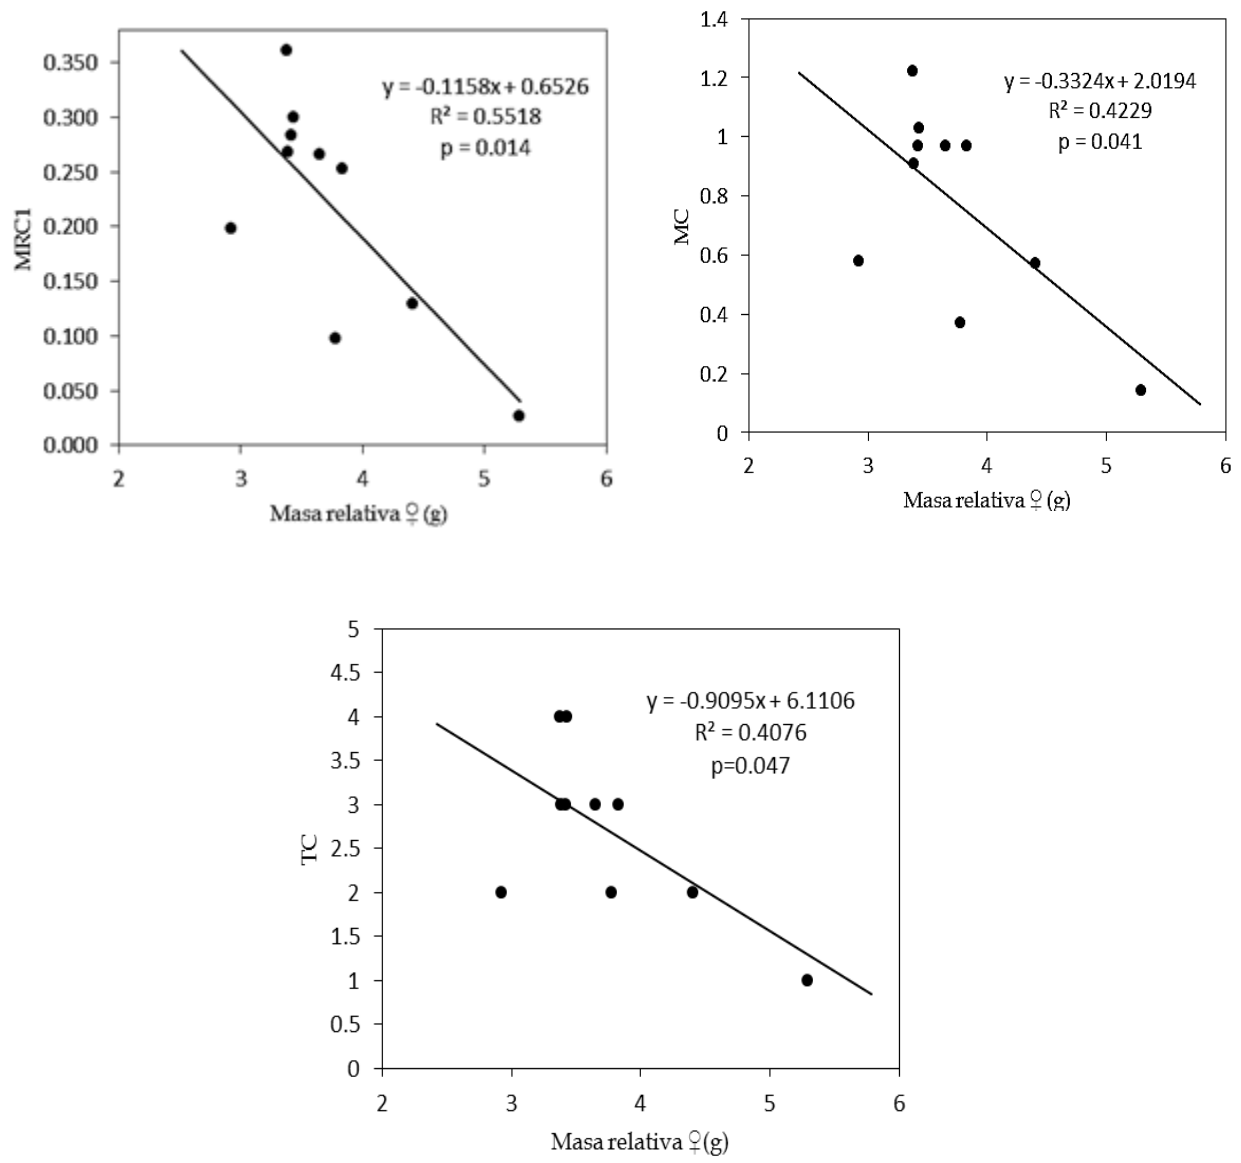 0.350
0.300
0.250
0.200
0.150
0.100
0.050
0.000
MRC1
y = -0.1158x + 0.6526
R² = 0.5518
p = 0.014
2 3 4 5 6
Masa relativa ♀ (g)
1.4
1.2
1
0.8
0.6
0.4
0.2
0
MC
y = -0.3324x + 2.0194
R² = 0.4229
p = 0.041
2 3 4 5 6
Masa relativa ♀ (g)
5
4.5
4
3.5
3
2.5
2
1.5
1
0.5
0
TC
y = -0.9095x + 6.1106
R² = 0.4076
p=0.047
2 3 4 5 6
Masa relativa ♀ (g)